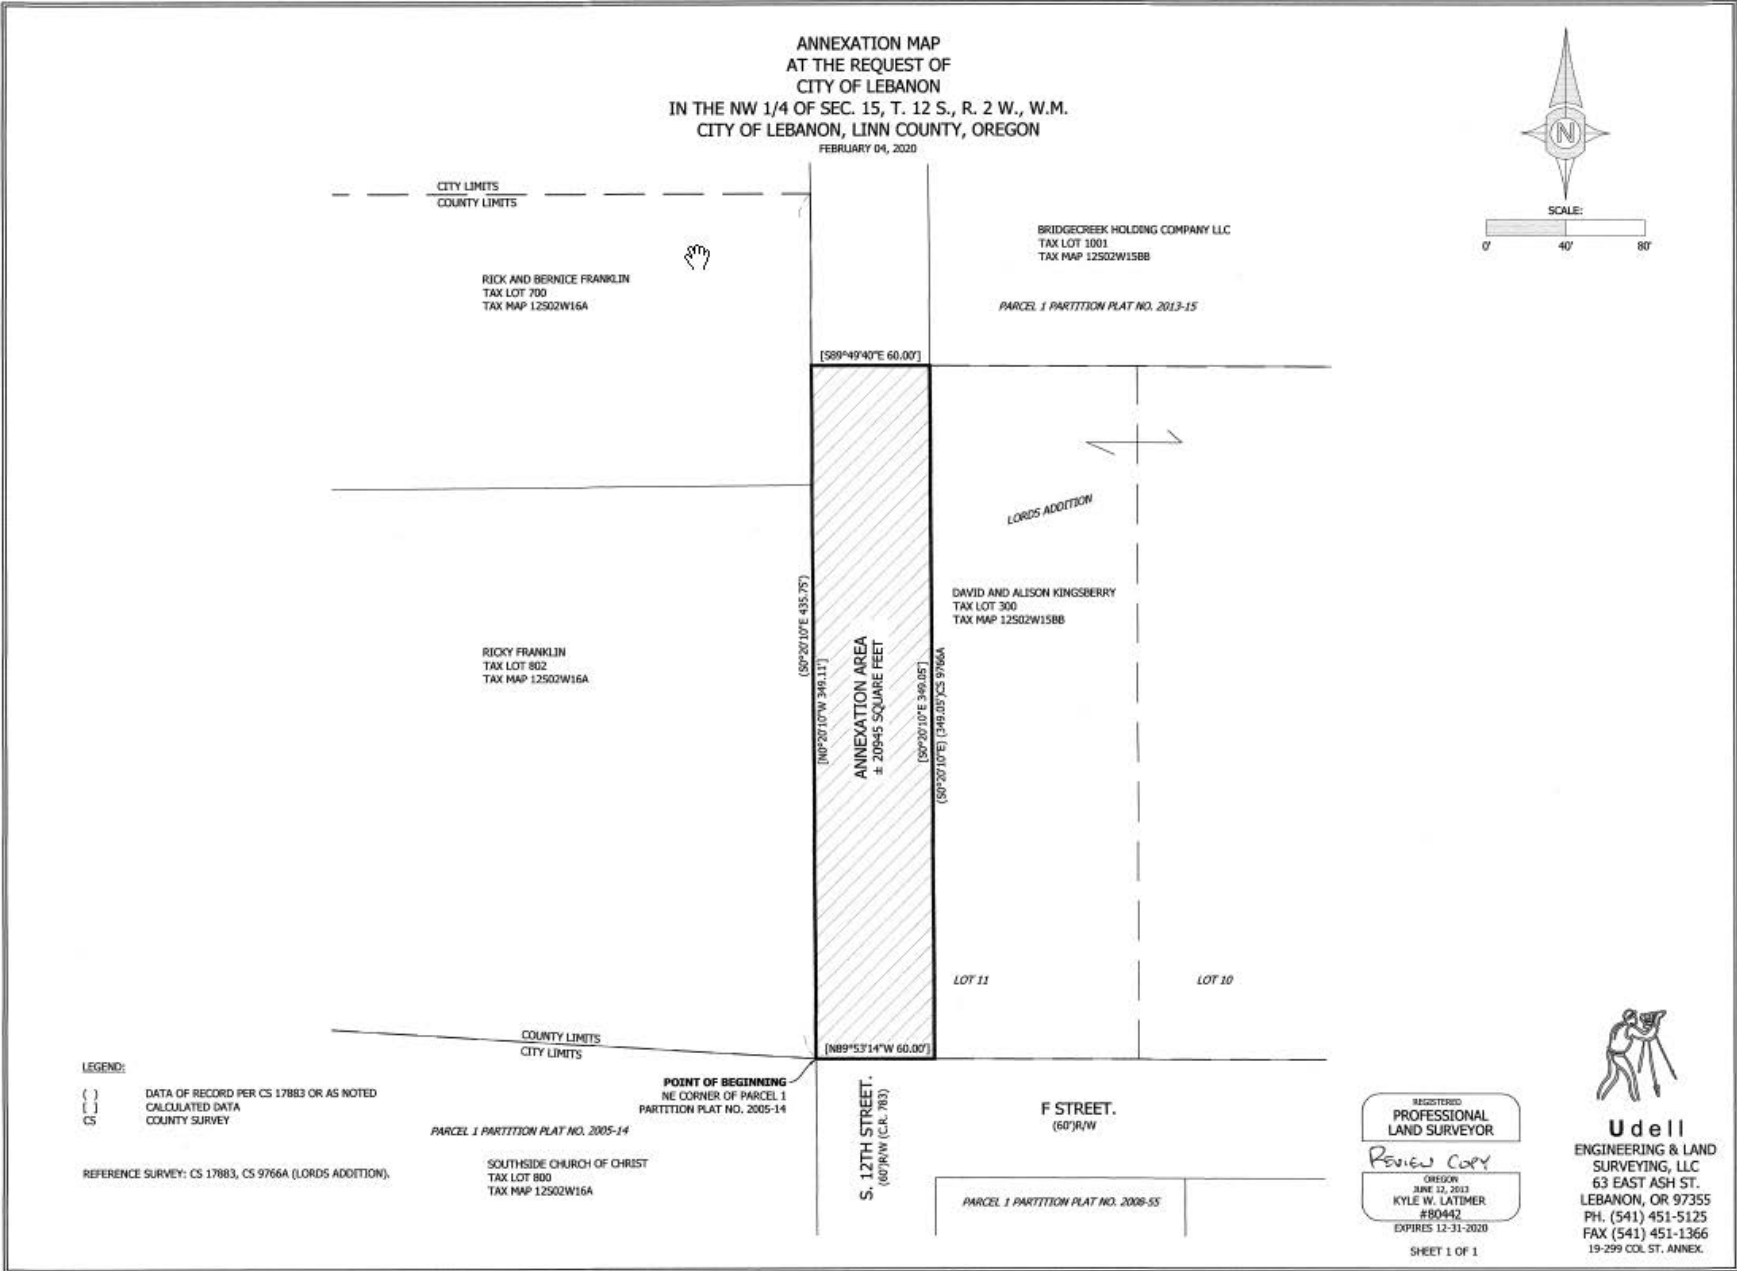 ANNEXATION MAP
AT THE REQUEST OF
CITY OF LEBANON
IN THE NW 1/4 OF SEC. 15, T. 12 S., R. 2 W., W.M.
CITY OF LEBANON, LINN COUNTY, OREGON
FEBRUARY 04, 2020
N
SCALE:
0' 40' 80'
CITY LIMITS
COUNTY LIMITS
RICK AND BERNICE FRANKLIN
TAX LOT 700
TAX MAP 12S02W16A
BRIDGECREEK HOLDING COMPANY LLC
TAX LOT 1001
TAX MAP 12S02W15BB
PARCEL 1 PARTITION PLAT NO. 2013-15
[S89°49'40"E 60.00']
LORDS ADDITION
DAVID AND ALISON KINGSBERRY
TAX LOT 300
TAX MAP 12S02W15BB
RICKY FRANKLIN
TAX LOT 802
TAX MAP 12S02W16A
(S0°20'10"E 435.75')
[N0°20'10"W 349.11']
ANNEXATION AREA
± 20945 SQUARE FEET
[S0°20'10"E 349.05']
(S0°20'10"E) (349.05')CS 9766A
LOT 11
LOT 10
COUNTY LIMITS
CITY LIMITS
[N89°53'14"W 60.00']
POINT OF BEGINNING
NE CORNER OF PARCEL 1
PARTITION PLAT NO. 2005-14
LEGEND:
( ) DATA OF RECORD PER CS 17883 OR AS NOTED
[ ] CALCULATED DATA
CS COUNTY SURVEY
REFERENCE SURVEY: CS 17883, CS 9766A (LORDS ADDITION).
PARCEL 1 PARTITION PLAT NO. 2005-14
SOUTHSIDE CHURCH OF CHRIST
TAX LOT 800
TAX MAP 12S02W16A
S. 12TH STREET.
(60')R/W (C.R. 783)
F STREET.
(60')R/W
PARCEL 1 PARTITION PLAT NO. 2008-55
REGISTERED
PROFESSIONAL
LAND SURVEYOR
REVIEW COPY
OREGON
JUNE 12, 2013
KYLE W. LATIMER
#80442
EXPIRES 12-31-2020
SHEET 1 OF 1
Udell
ENGINEERING & LAND
SURVEYING, LLC
63 EAST ASH ST.
LEBANON, OR 97355
PH. (541) 451-5125
FAX (541) 451-1366
19-299 COL ST. ANNEX.